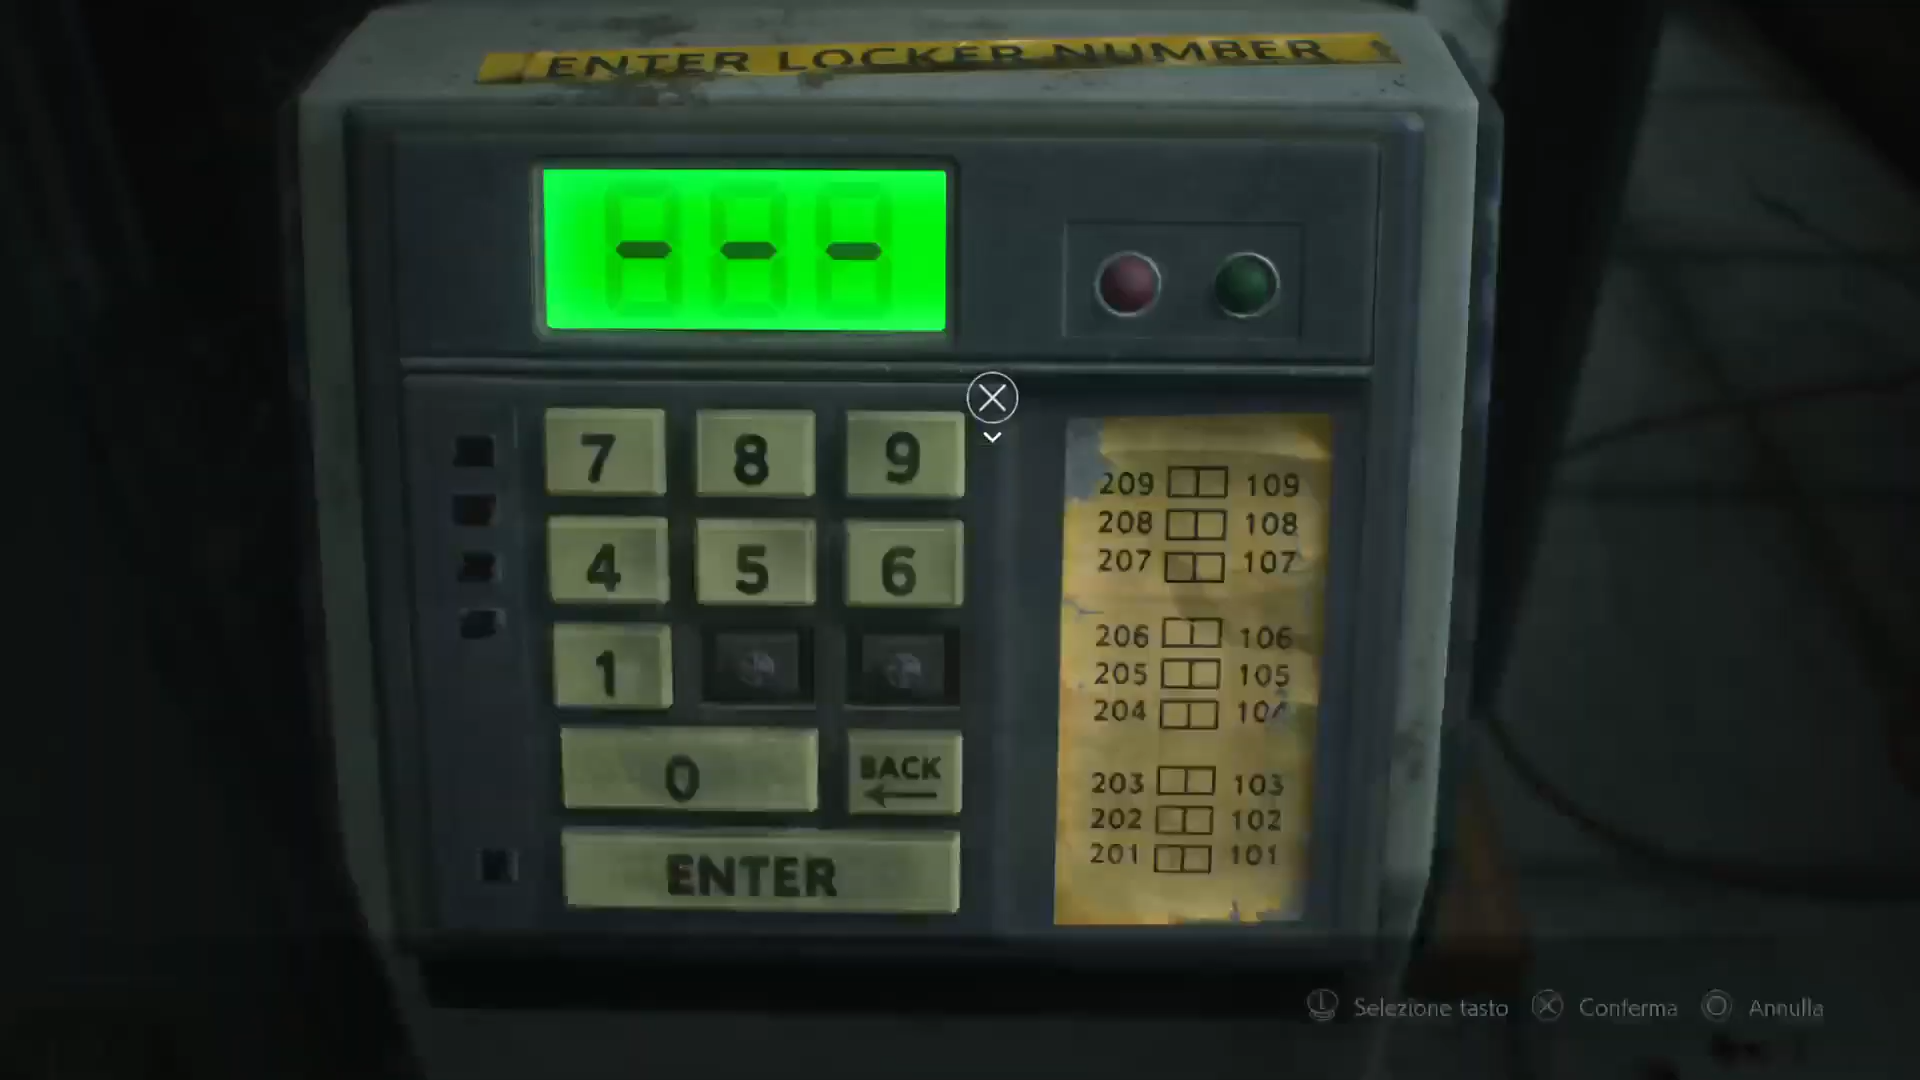 ENTER LOCKER NUMBER
7 8 9
4 5 6
1
0 BACK
ENTER
209 109
208 108
207 107
206 106
205 105
204 104
203 103
202 102
201 101
Selezione tasto Conferma Annulla